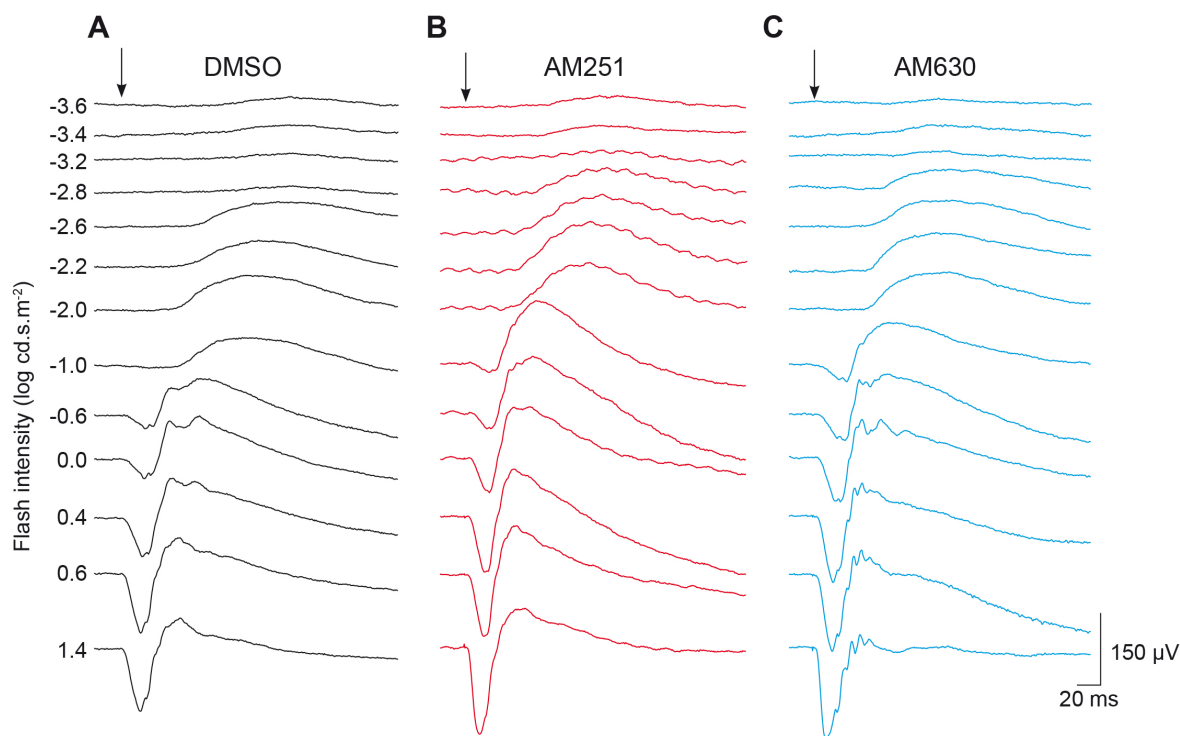 A
B
C
DMSO
AM251
AM630
Flash intensity (log cd.s.m⁻²)
-3.6
-3.4
-3.2
-2.8
-2.6
-2.2
-2.0
-1.0
-0.6
0.0
0.4
0.6
1.4
150 µV
20 ms